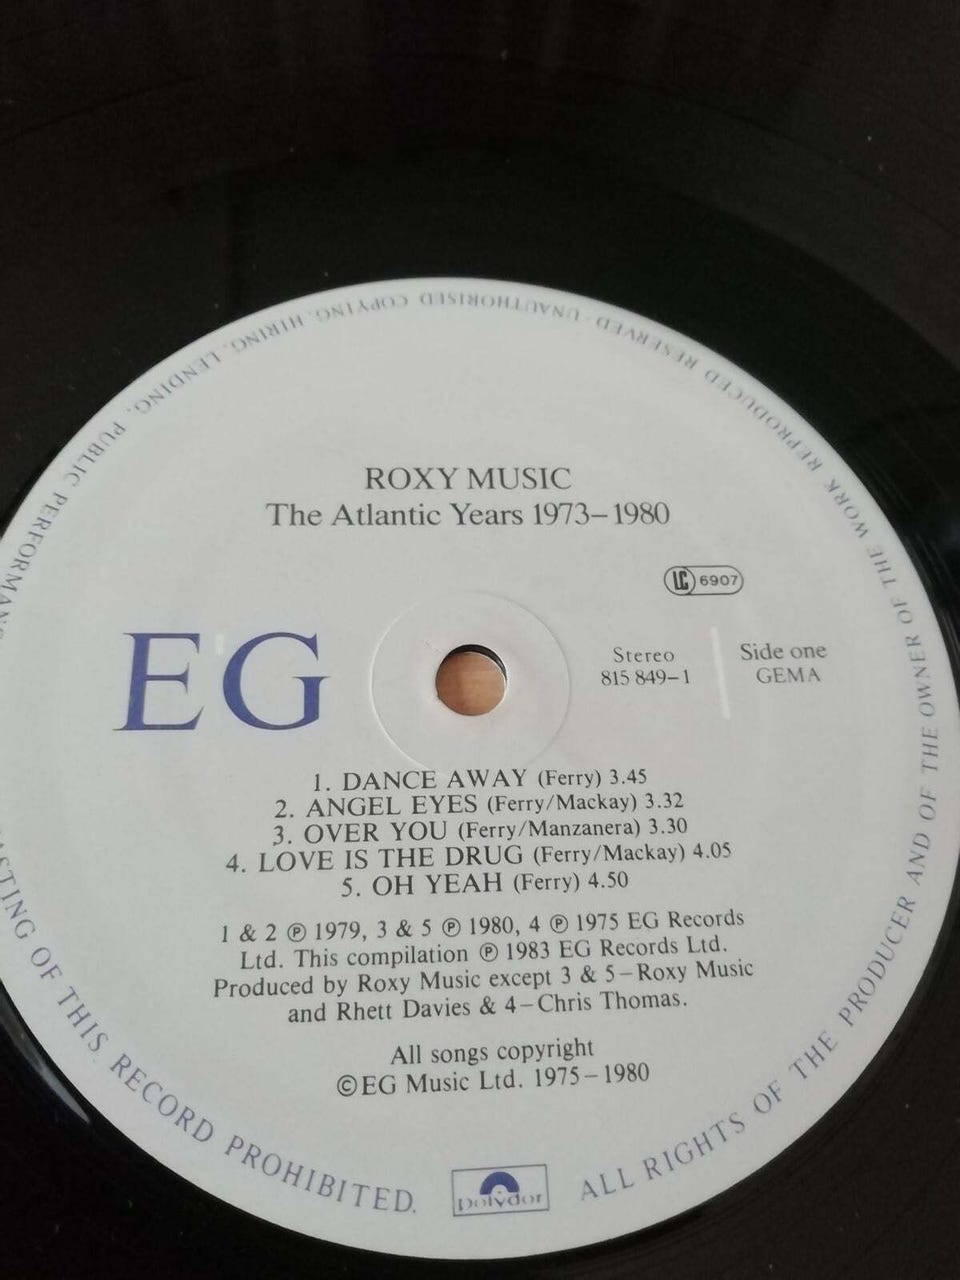 ROXY MUSIC
The Atlantic Years 1973–1980
LC 6907
EG
Stereo
815 849–1
Side one
GEMA
1. DANCE AWAY (Ferry) 3.45
2. ANGEL EYES (Ferry/Mackay) 3.32
3. OVER YOU (Ferry/Manzanera) 3.30
4. LOVE IS THE DRUG (Ferry/Mackay) 4.05
5. OH YEAH (Ferry) 4.50
1 & 2 ℗ 1979, 3 & 5 ℗ 1980, 4 ℗ 1975 EG Records
Ltd. This compilation ℗ 1983 EG Records Ltd.
Produced by Roxy Music except 3 & 5–Roxy Music
and Rhett Davies & 4–Chris Thomas.
All songs copyright
©EG Music Ltd. 1975–1980
polydor
ALL RIGHTS OF THE PRODUCER AND OF THE OWNER OF THE WORK REPRODUCED RESERVED · UNAUTHORISED COPYING, HIRING, LENDING, PUBLIC PERFORMAN
STING OF THIS RECORD PROHIBITED.